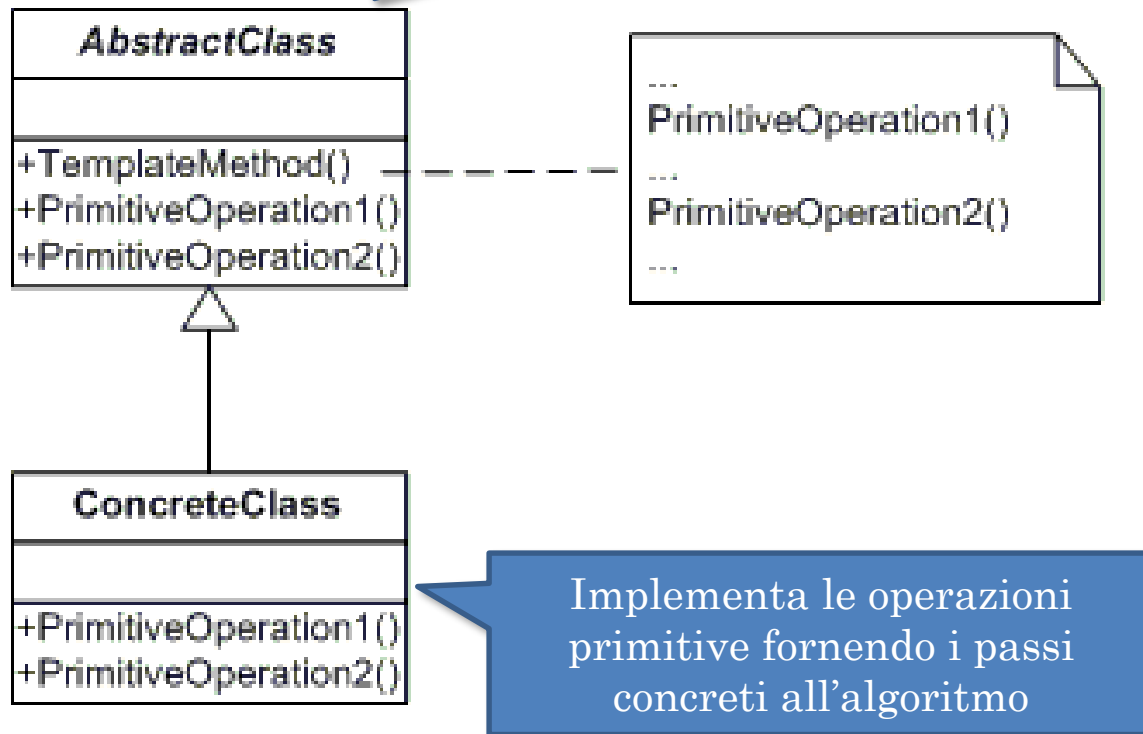 AbstractClass
+TemplateMethod()
+PrimitiveOperation1()
+PrimitiveOperation2()
...
PrimitiveOperation1()
...
PrimitiveOperation2()
...
ConcreteClass
+PrimitiveOperation1()
+PrimitiveOperation2()
Implementa le operazioni
primitive fornendo i passi
concreti all’algoritmo